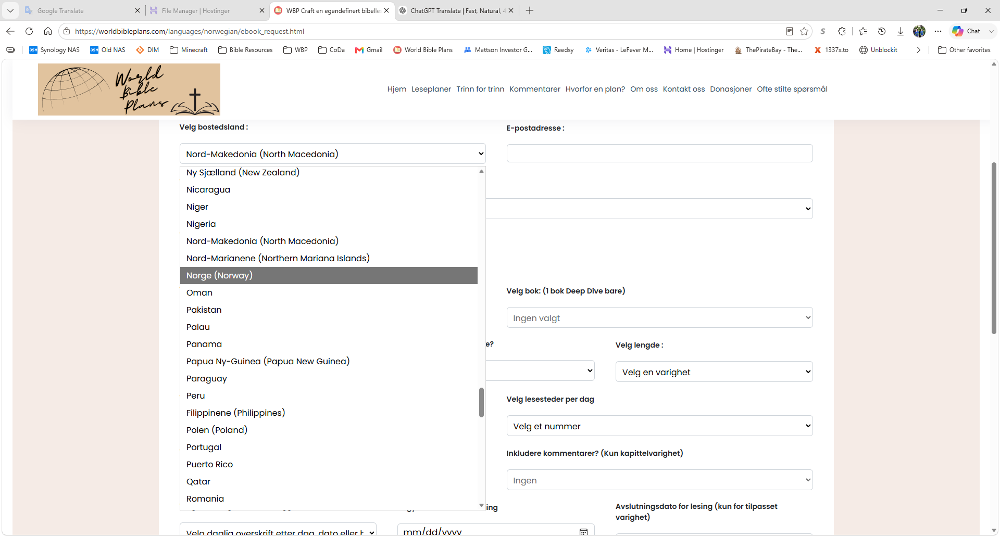 Google Translate
File Manager | Hostinger
WBP Craft en egendefinert bibelle
ChatGPT Translate | Fast, Natural,
https://worldbibleplans.com/languages/norwegian/ebook_request.html
Chat
Synology NAS
Old NAS
DIM
Minecraft
Bible Resources
WBP
CoDa
Gmail
World Bible Plans
Mattson Investor G...
Reedsy
Veritas - LeFever M...
Home | Hostinger
ThePirateBay - The...
1337x.to
Unblockit
Other favorites
World
Bible
Plans
Hjem Leseplaner Trinn for trinn Kommentarer Hvorfor en plan? Om oss Kontakt oss Donasjoner Ofte stilte spørsmål
Velg bostedsland :
Nord-Makedonia (North Macedonia)
Ny Sjælland (New Zealand)
Nicaragua
Niger
Nigeria
Nord-Makedonia (North Macedonia)
Nord-Marianene (Northern Mariana Islands)
Norge (Norway)
Oman
Pakistan
Palau
Panama
Papua Ny-Guinea (Papua New Guinea)
Paraguay
Peru
Filippinene (Philippines)
Polen (Poland)
Portugal
Puerto Rico
Qatar
Romania
E-postadresse :
Velg bok: (1 bok Deep Dive bare)
Ingen valgt
e?
Velg lengde :
Velg en varighet
Velg lesesteder per dag
Velg et nummer
Inkludere kommentarer? (Kun kapittelvarighet)
Ingen
ing
Avslutningsdato for lesing (kun for tilpasset
varighet)
Velg daglig overskrift etter dag, dato eller b
mm/dd/yyyy